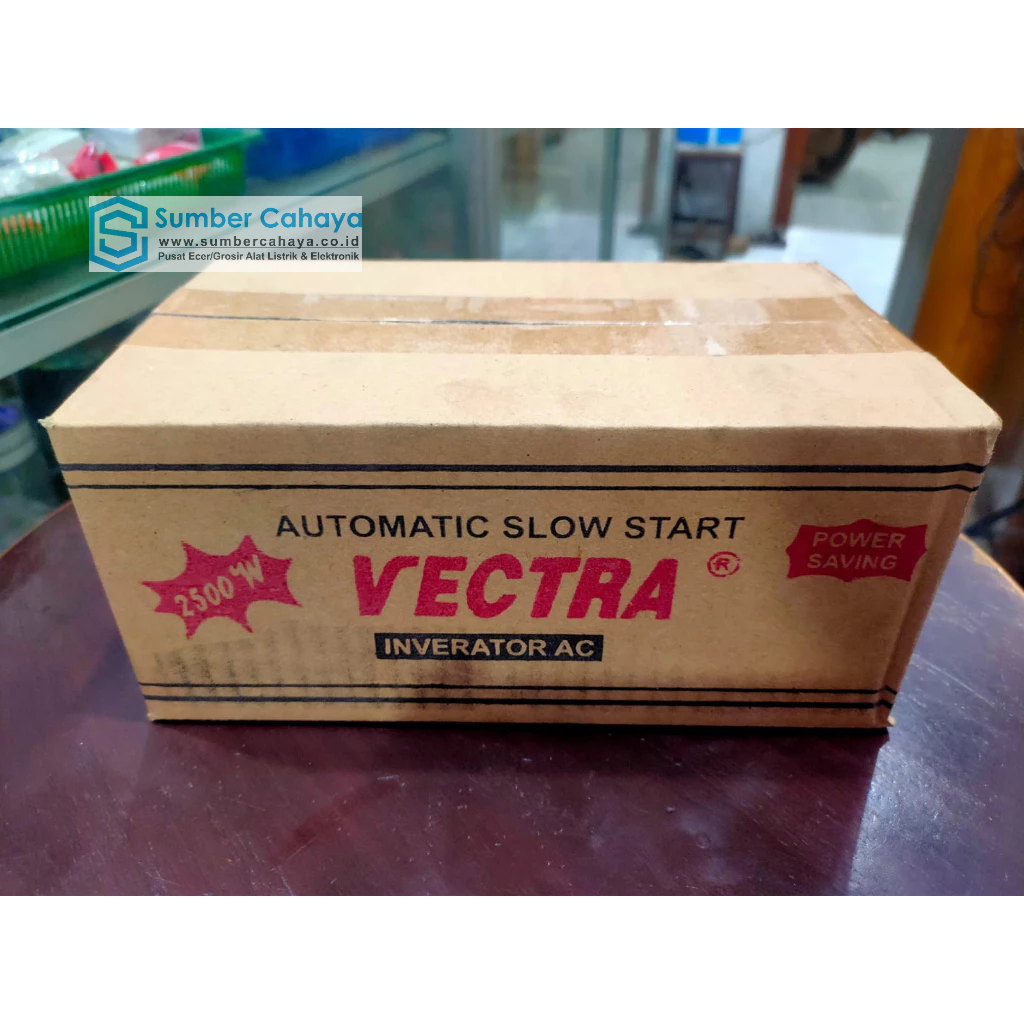 Sumber Cahaya
www.sumbercahaya.co.id
Pusat Ecer/Grosir Alat Listrik & Elektronik
AUTOMATIC SLOW START
2500 W
VECTRA ®
POWER
SAVING
INVERATOR AC